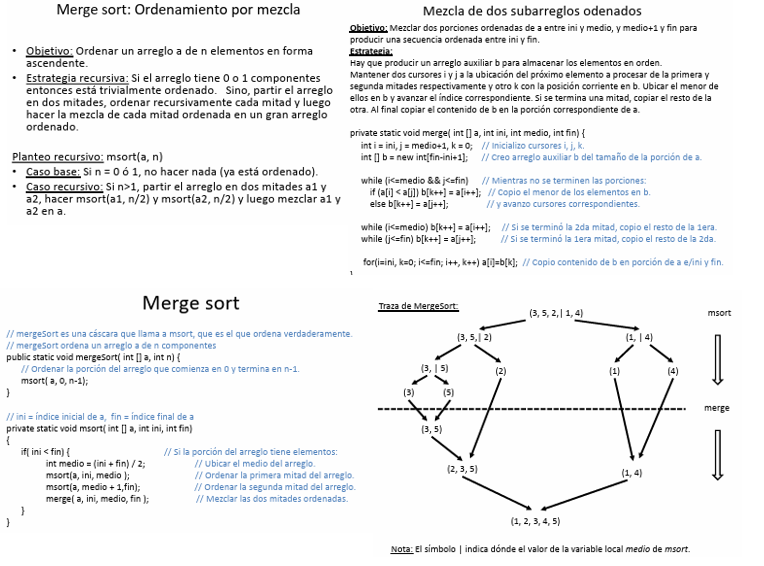 Merge sort: Ordenamiento por mezcla
• Objetivo: Ordenar un arreglo a de n elementos en forma
ascendente.
• Estrategia recursiva: Si el arreglo tiene 0 o 1 componentes
entonces está trivialmente ordenado. Sino, partir el arreglo
en dos mitades, ordenar recursivamente cada mitad y luego
hacer la mezcla de cada mitad ordenada en un gran arreglo
ordenado.
Planteo recursivo: msort(a, n)
• Caso base: Si n = 0 ó 1, no hacer nada (ya está ordenado).
• Caso recursivo: Si n>1, partir el arreglo en dos mitades a1 y
a2, hacer msort(a1, n/2) y msort(a2, n/2) y luego mezclar a1 y
a2 en a.
Mezcla de dos subarreglos odenados
Objetivo: Mezclar dos porciones ordenadas de a entre ini y medio, y medio+1 y fin para
producir una secuencia ordenada entre ini y fin.
Estrategia:
Hay que producir un arreglo auxiliar b para almacenar los elementos en orden.
Mantener dos cursores i y j a la ubicación del próximo elemento a procesar de la primera y
segunda mitades respectivamente y otro k con la posición corriente en b. Ubicar el menor de
ellos en b y avanzar el índice correspondiente. Si se termina una mitad, copiar el resto de la
otra. Al final copiar el contenido de b en la porción correspondiente de a.
private static void merge( int [] a, int ini, int medio, int fin) {
int i = ini, j = medio+1, k = 0; // Inicializo cursores i, j, k.
int [] b = new int[fin-ini+1]; // Creo arreglo auxiliar b del tamaño de la porción de a.
while (i<=medio && j<=fin) // Mientras no se terminen las porciones:
if (a[i] < a[j]) b[k++] = a[i++]; // Copio el menor de los elementos en b.
else b[k++] = a[j++]; // y avanzo cursores correspondientes.
while (i<=medio) b[k++] = a[i++]; // Si se terminó la 2da mitad, copio el resto de la 1era.
while (j<=fin) b[k++] = a[j++]; // Si se terminó la 1era mitad, copio el resto de la 2da.
for(i=ini, k=0; i<=fin; i++, k++) a[i]=b[k]; // Copio contenido de b en porción de a e/ini y fin.
}
Merge sort
// mergeSort es una cáscara que llama a msort, que es el que ordena verdaderamente.
// mergeSort ordena un arreglo a de n componentes
public static void mergeSort( int [] a, int n) {
// Ordenar la porción del arreglo que comienza en 0 y termina en n-1.
msort( a, 0, n-1);
}
// ini = índice inicial de a, fin = índice final de a
private static void msort( int [] a, int ini, int fin)
{
if( ini < fin) { // Si la porción del arreglo tiene elementos:
int medio = (ini + fin) / 2; // Ubicar el medio del arreglo.
msort(a, ini, medio ); // Ordenar la primera mitad del arreglo.
msort(a, medio + 1,fin); // Ordenar la segunda mitad del arreglo.
merge( a, ini, medio, fin ); // Mezclar las dos mitades ordenadas.
}
}
Traza de MergeSort:
(3, 5, 2,| 1, 4) msort
(3, 5,| 2) (1, | 4)
(3, | 5) (2) (1) (4)
(3) (5)
merge
(3, 5)
(2, 3, 5) (1, 4)
(1, 2, 3, 4, 5)
Nota: El símbolo | indica dónde el valor de la variable local medio de msort.